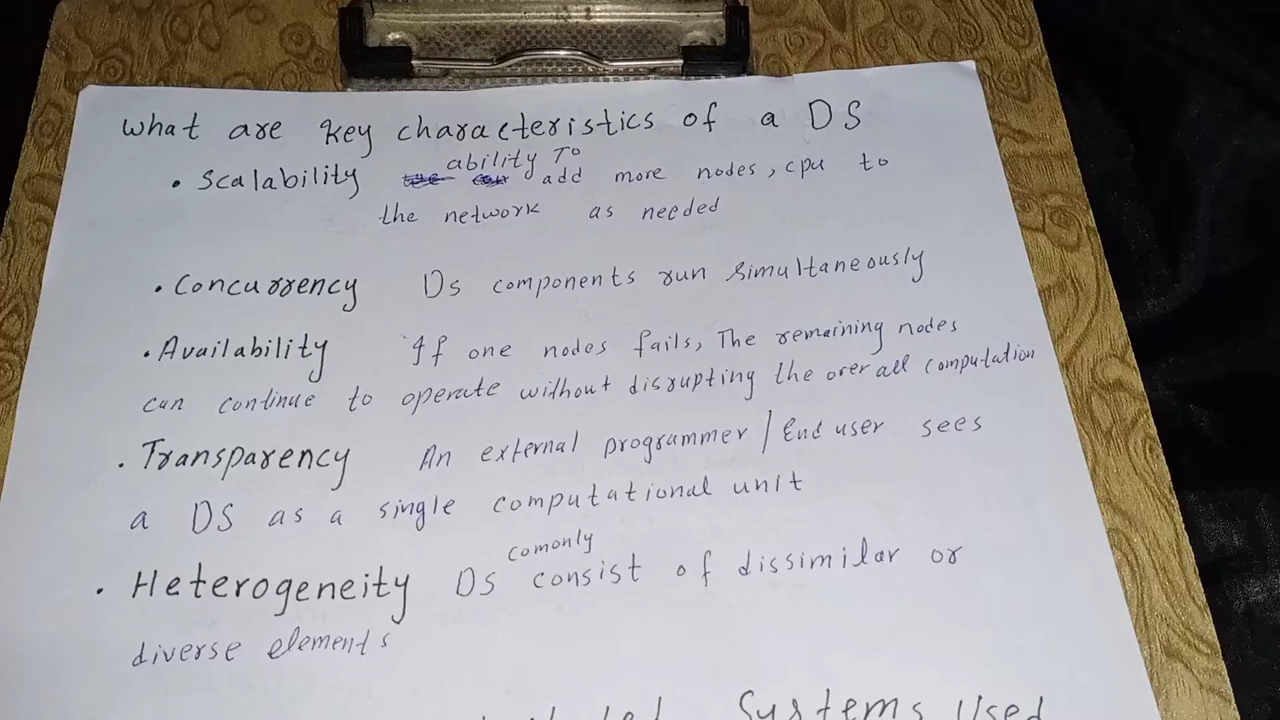 What are key characteristics of a DS
• Scalability ability To add more nodes, cpu to
the network as needed
• Concurrency Ds components run simultaneously
• Availability If one nodes fails, The remaining nodes
can continue to operate without disrupting the over all computation
• Transparency An external programmer / End user sees
a DS as a single computational unit
comonly
• Heterogeneity DS consist of dissimilar or
diverse elements
Systems Used